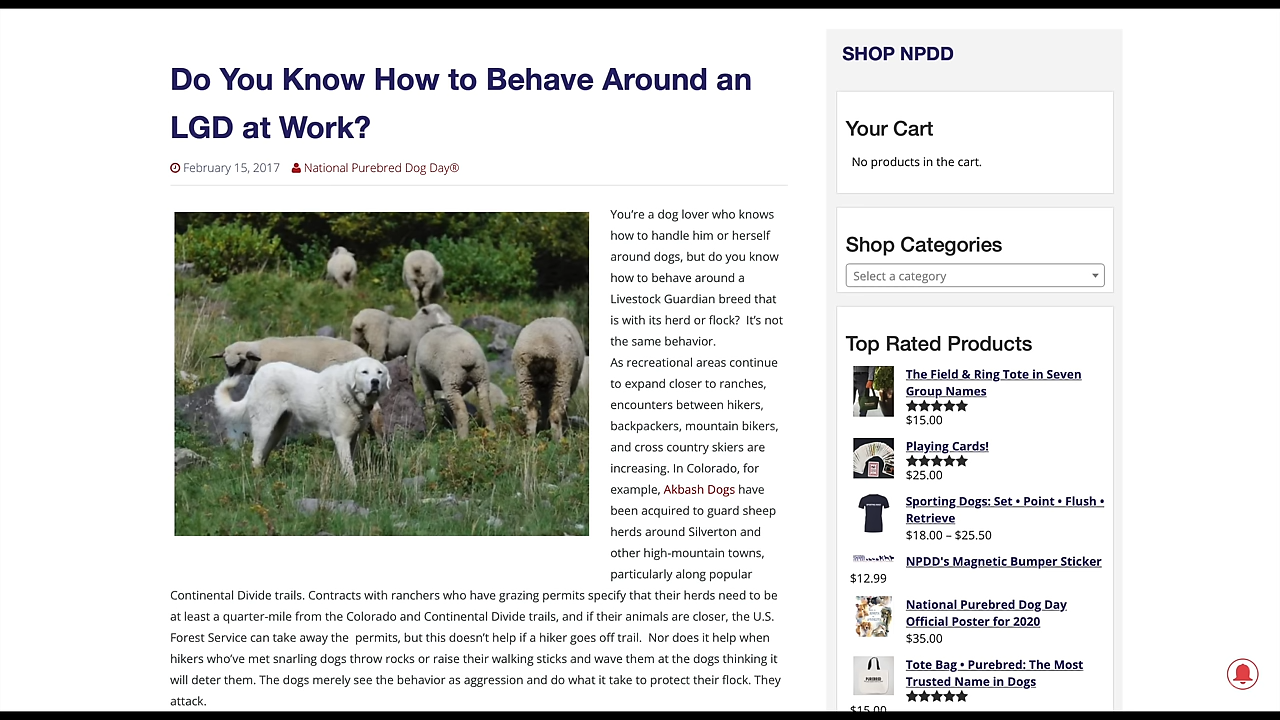 Do You Know How to Behave Around an
LGD at Work?
February 15, 2017 National Purebred Dog Day®
You're a dog lover who knows
how to handle him or herself
around dogs, but do you know
how to behave around a
Livestock Guardian breed that
is with its herd or flock? It's not
the same behavior.
As recreational areas continue
to expand closer to ranches,
encounters between hikers,
backpackers, mountain bikers,
and cross country skiers are
increasing. In Colorado, for
example, Akbash Dogs have
been acquired to guard sheep
herds around Silverton and
other high-mountain towns,
particularly along popular
Continental Divide trails. Contracts with ranchers who have grazing permits specify that their herds need to be
at least a quarter-mile from the Colorado and Continental Divide trails, and if their animals are closer, the U.S.
Forest Service can take away the permits, but this doesn't help if a hiker goes off trail. Nor does it help when
hikers who've met snarling dogs throw rocks or raise their walking sticks and wave them at the dogs thinking it
will deter them. The dogs merely see the behavior as aggression and do what it take to protect their flock. They
attack.
SHOP NPDD
Your Cart
No products in the cart.
Shop Categories
Select a category
Top Rated Products
The Field & Ring Tote in Seven
Group Names
$15.00
Playing Cards!
$25.00
Sporting Dogs: Set • Point • Flush •
Retrieve
$18.00 – $25.50
NPDD's Magnetic Bumper Sticker
$12.99
National Purebred Dog Day
Official Poster for 2020
$35.00
Tote Bag • Purebred: The Most
Trusted Name in Dogs
$15.00